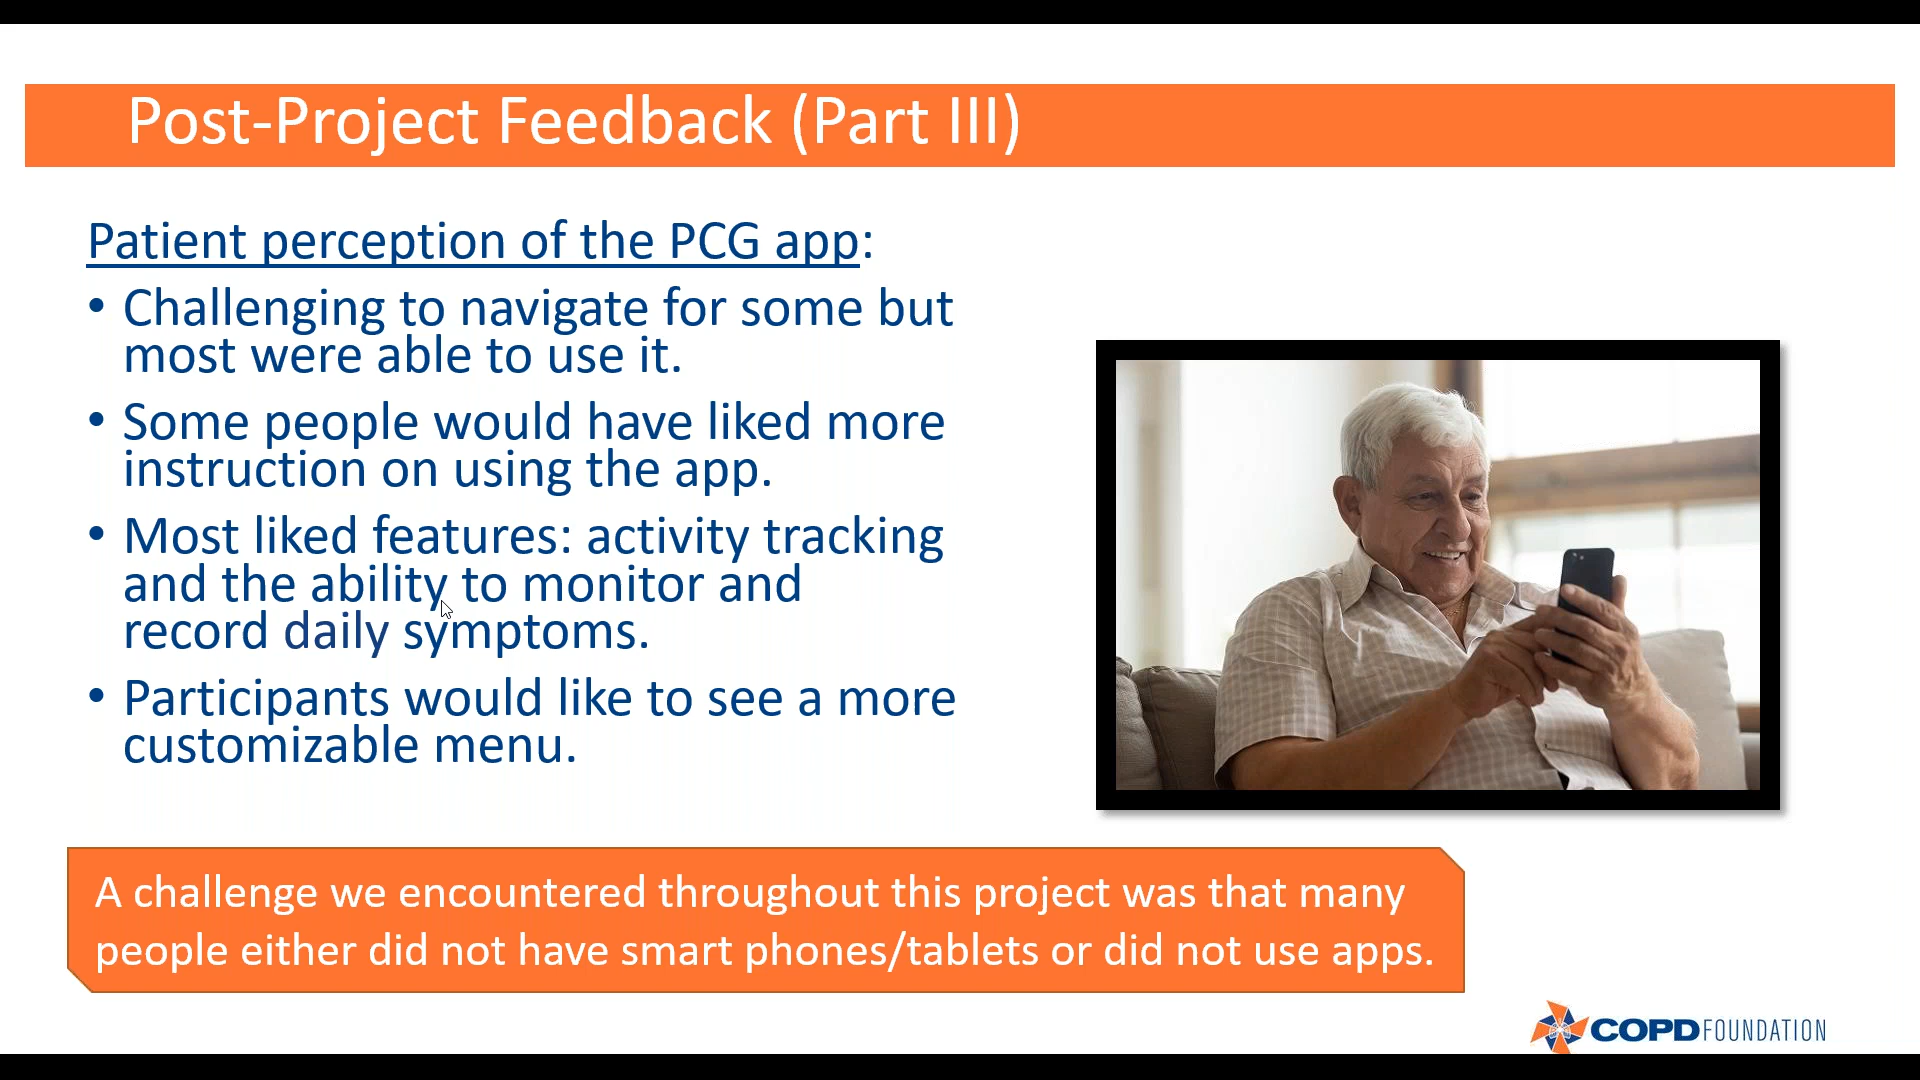 Post-Project Feedback (Part III)
Patient perception of the PCG app:
• Challenging to navigate for some but
most were able to use it.
• Some people would have liked more
instruction on using the app.
• Most liked features: activity tracking
and the ability to monitor and
record daily symptoms.
• Participants would like to see a more
customizable menu.
A challenge we encountered throughout this project was that many
people either did not have smart phones/tablets or did not use apps.
COPD FOUNDATION